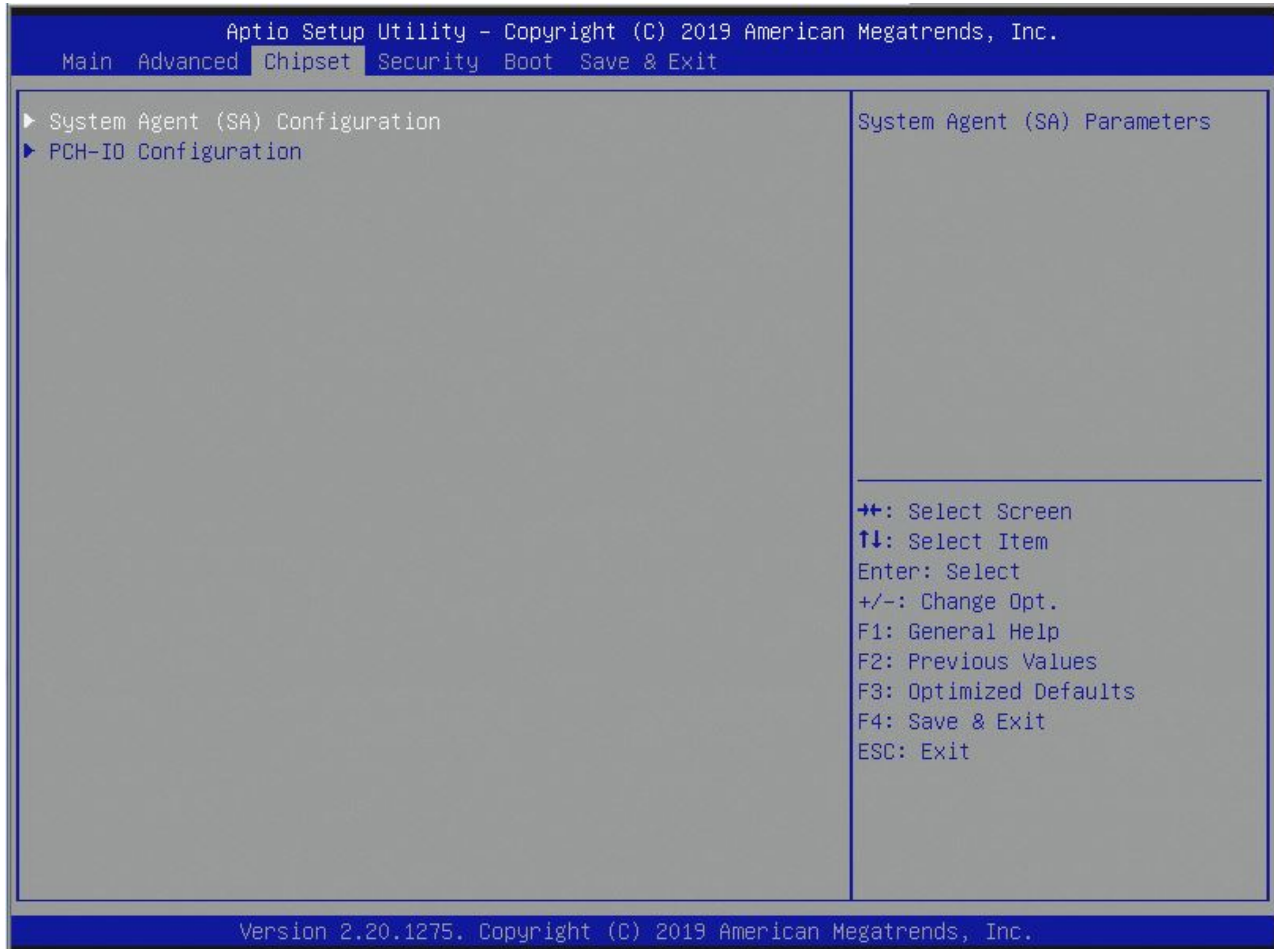 Aptio Setup Utility – Copyright (C) 2019 American Megatrends, Inc.
Main Advanced Chipset Security Boot Save & Exit
▶ System Agent (SA) Configuration
▶ PCH-IO Configuration
System Agent (SA) Parameters
→←: Select Screen
↑↓: Select Item
Enter: Select
+/-: Change Opt.
F1: General Help
F2: Previous Values
F3: Optimized Defaults
F4: Save & Exit
ESC: Exit
Version 2.20.1275. Copyright (C) 2019 American Megatrends, Inc.